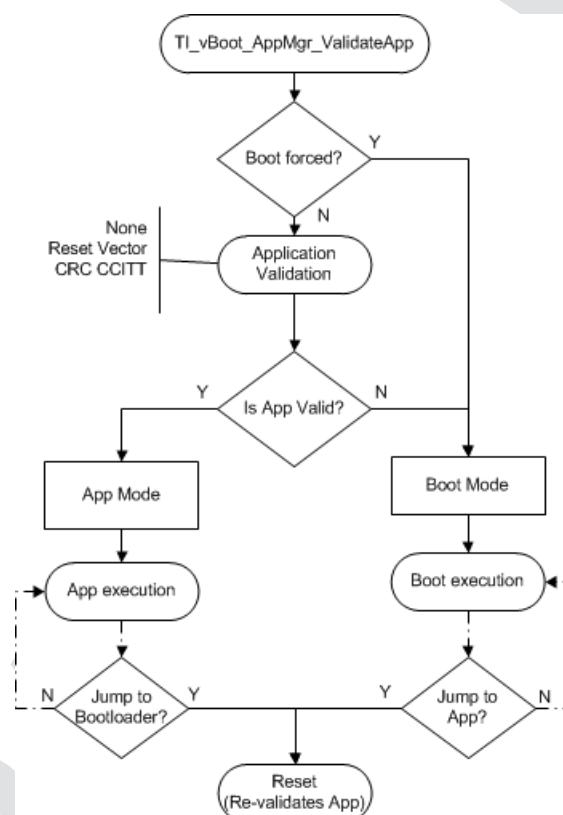 TI_vBoot_AppMgr_ValidateApp
Boot forced?
Y
N
None
Reset Vector
CRC CCITT
Application
Validation
Is App Valid?
Y
N
App Mode
Boot Mode
App execution
Boot execution
Jump to
Bootloader?
N
Y
Jump to
App?
Y
N
Reset
(Re-validates App)